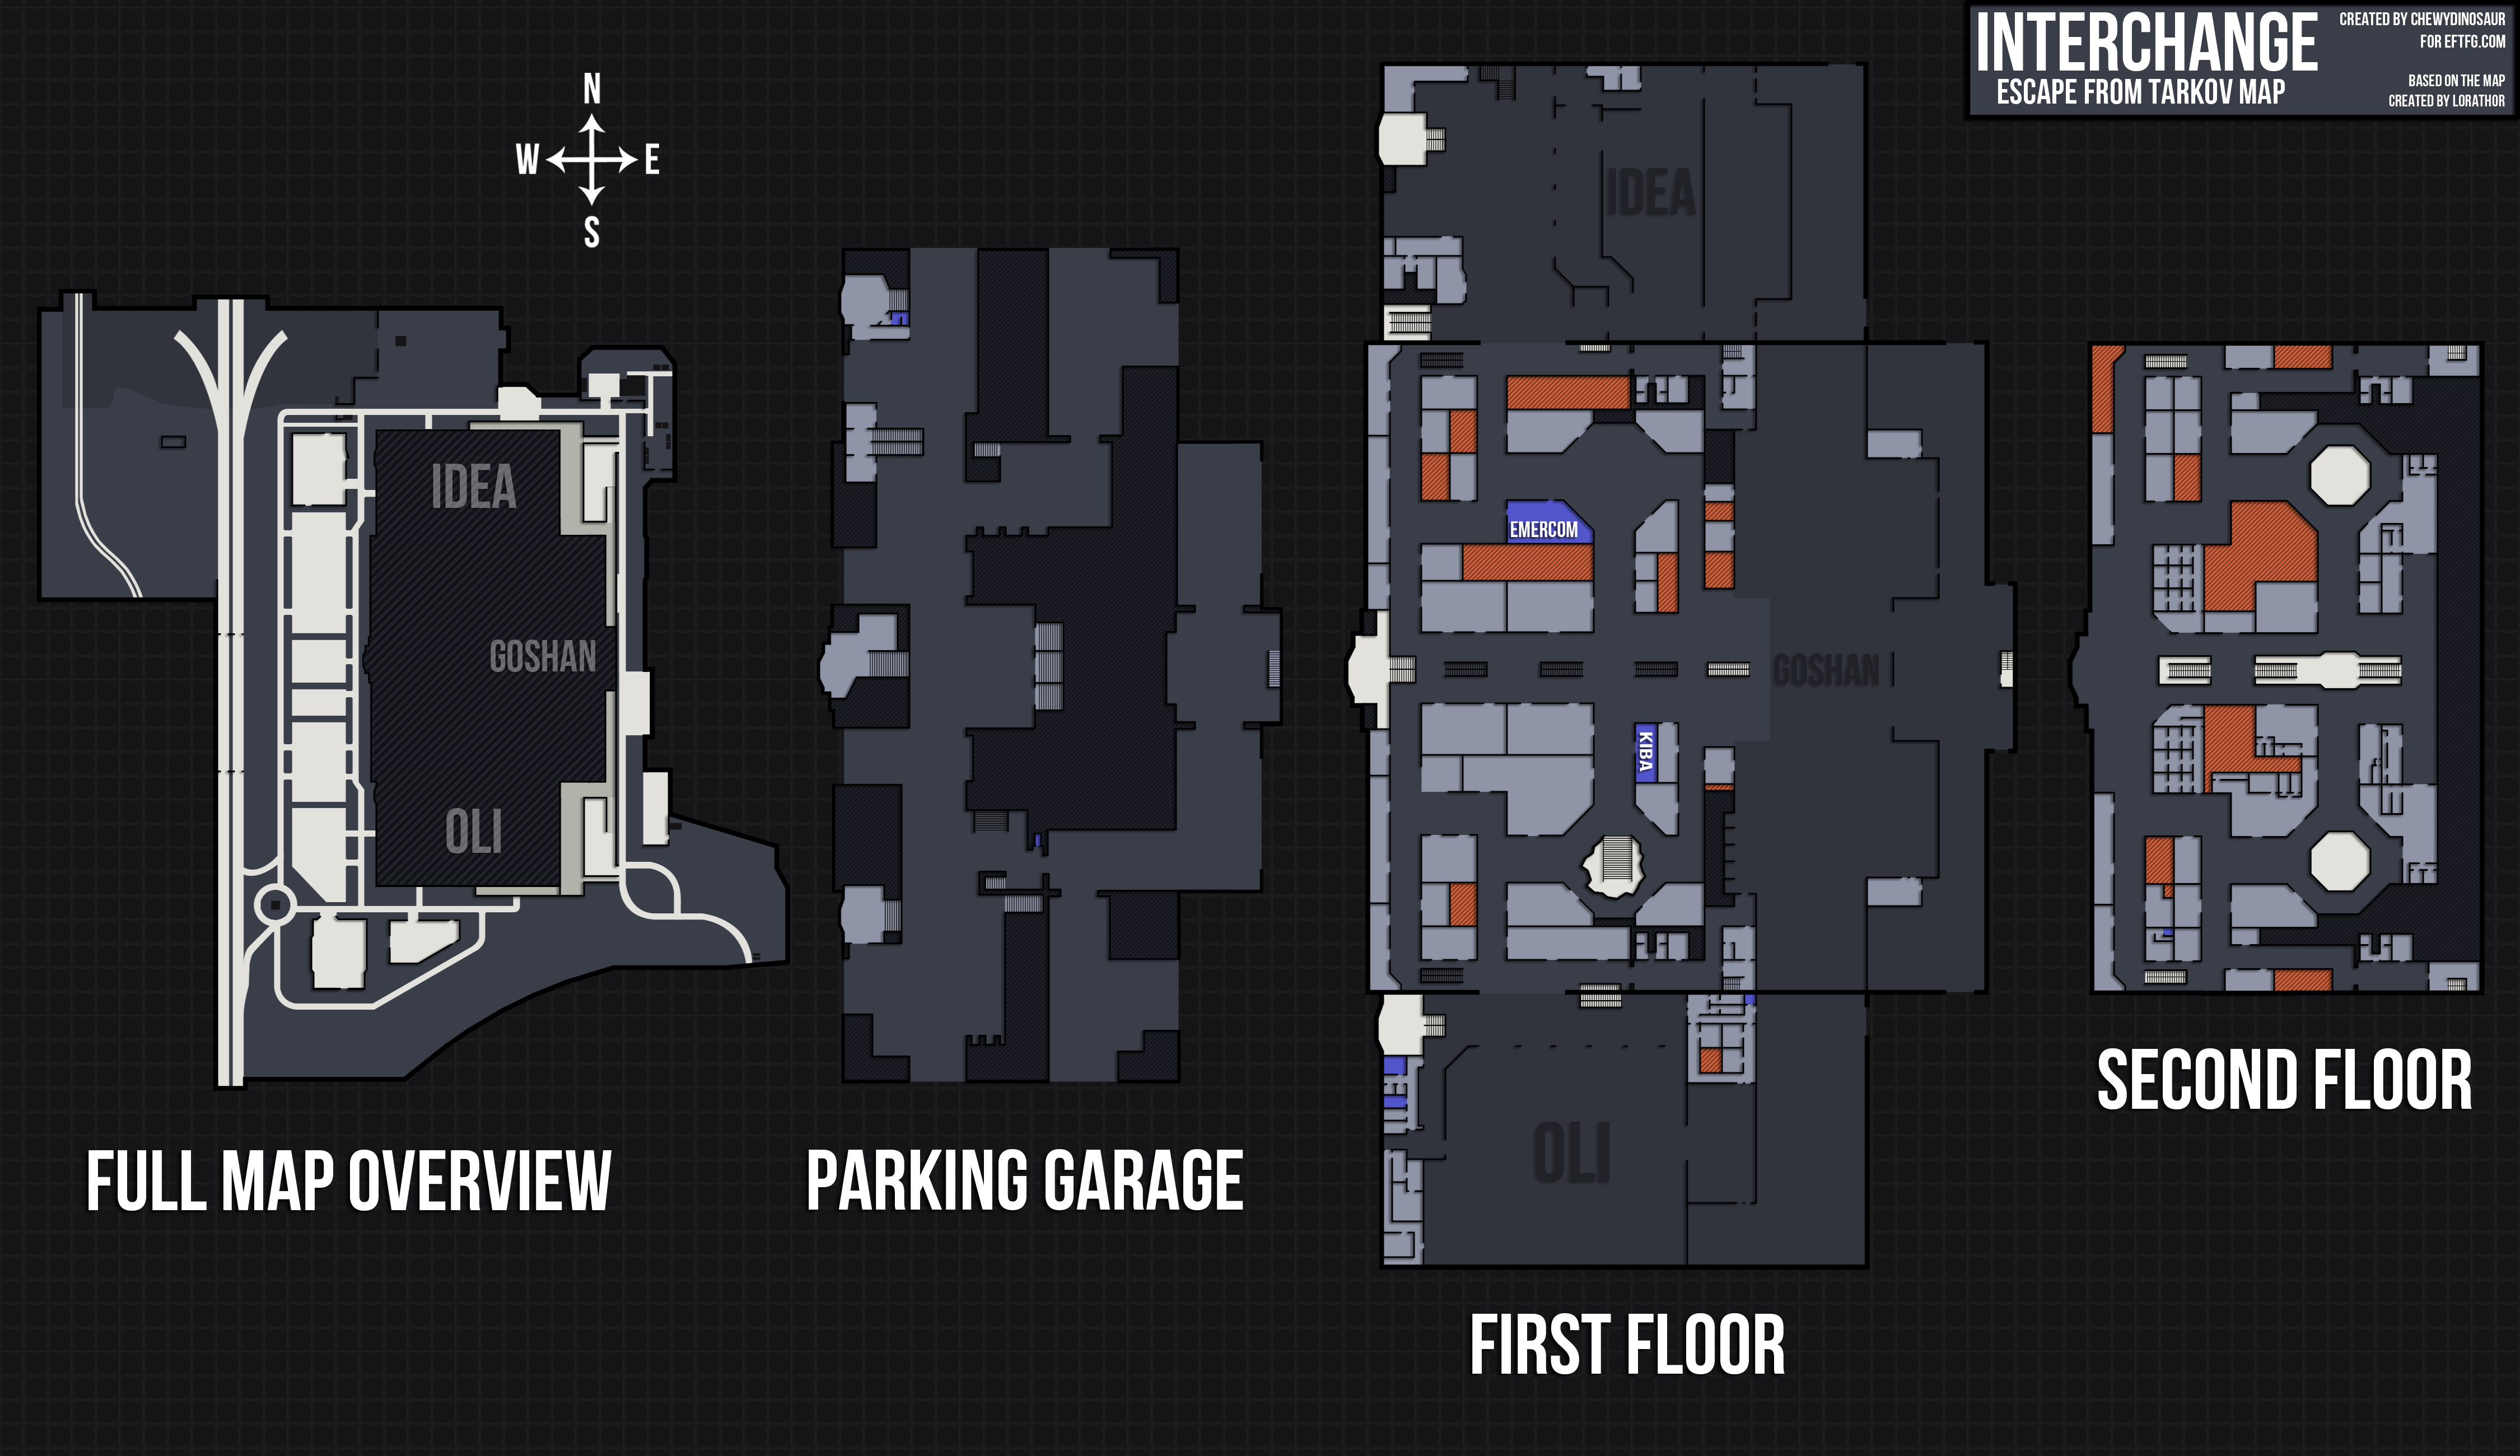 INTERCHANGE
ESCAPE FROM TARKOV MAP
CREATED BY CHEWYDINOSAUR
FOR EFTFG.COM
BASED ON THE MAP
CREATED BY LORATHOR
N
W E
S
IDEA
GOSHAN
OLI
FULL MAP OVERVIEW
PARKING GARAGE
IDEA
EMERCOM
GOSHAN
KIBA
OLI
FIRST FLOOR
SECOND FLOOR